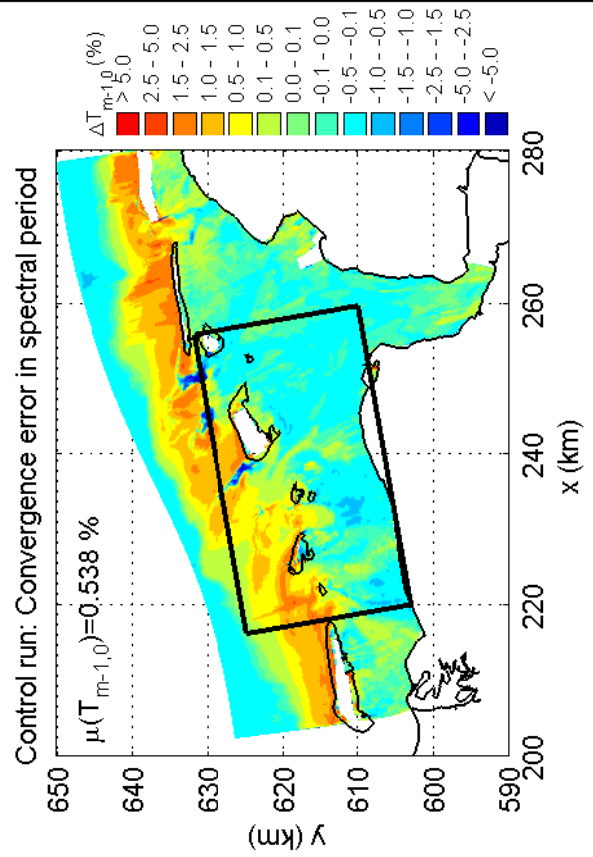 Control run: Convergence error in spectral period
μ(Tm-1,0)=0.538 %
y (km)
650
640
630
620
610
600
590
200
220
240
260
280
x (km)
ΔTm-1,0 (%)
> 5.0
2.5 - 5.0
1.5 - 2.5
1.0 - 1.5
0.5 - 1.0
0.1 - 0.5
0.0 - 0.1
-0.1 - 0.0
-0.5 - -0.1
-1.0 - -0.5
-1.5 - -1.0
-2.5 - -1.5
-5.0 - -2.5
< -5.0